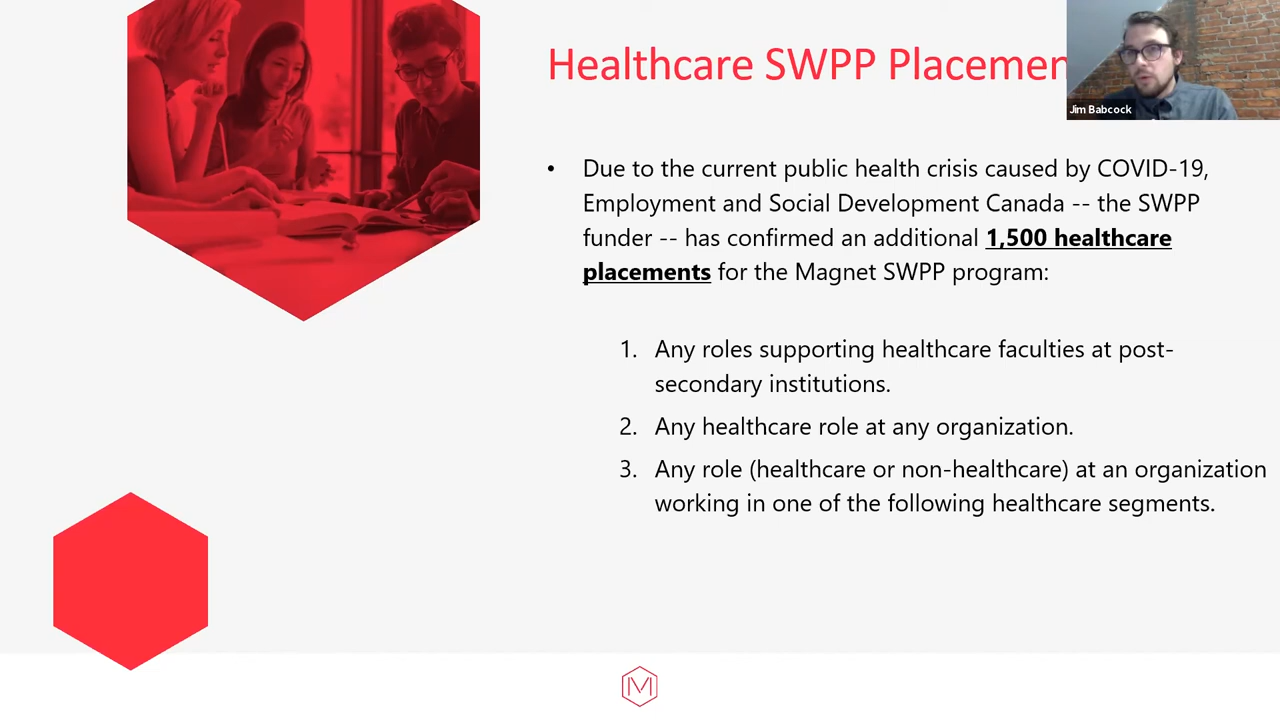 Healthcare SWPP Placemen
Jim Babcock
• Due to the current public health crisis caused by COVID-19,
Employment and Social Development Canada -- the SWPP
funder -- has confirmed an additional 1,500 healthcare
placements for the Magnet SWPP program:
1. Any roles supporting healthcare faculties at post-
secondary institutions.
2. Any healthcare role at any organization.
3. Any role (healthcare or non-healthcare) at an organization
working in one of the following healthcare segments.